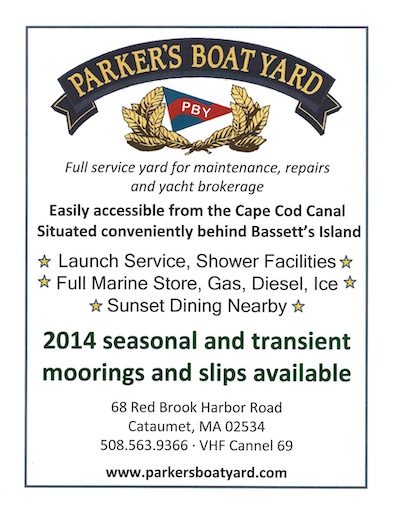 PARKER'S BOAT YARD
PBY
Full service yard for maintenance, repairs
and yacht brokerage
Easily accessible from the Cape Cod Canal
Situated conveniently behind Bassett's Island
Launch Service, Shower Facilities
Full Marine Store, Gas, Diesel, Ice
Sunset Dining Nearby
2014 seasonal and transient
moorings and slips available
68 Red Brook Harbor Road
Cataumet, MA 02534
508.563.9366 · VHF Cannel 69
www.parkersboatyard.com